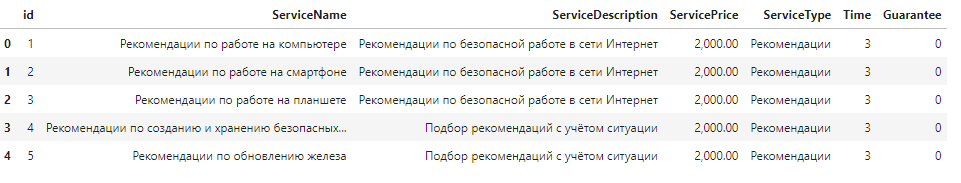 id ServiceName ServiceDescription ServicePrice ServiceType Time Guarantee
0 1 Рекомендации по работе на компьютере Рекомендации по безопасной работе в сети Интернет 2,000.00 Рекомендации 3 0
1 2 Рекомендации по работе на смартфоне Рекомендации по безопасной работе в сети Интернет 2,000.00 Рекомендации 3 0
2 3 Рекомендации по работе на планшете Рекомендации по безопасной работе в сети Интернет 2,000.00 Рекомендации 3 0
3 4 Рекомендации по созданию и хранению безопасных... Подбор рекомендаций с учётом ситуации 2,000.00 Рекомендации 3 0
4 5 Рекомендации по обновлению железа Подбор рекомендаций с учётом ситуации 2,000.00 Рекомендации 3 0